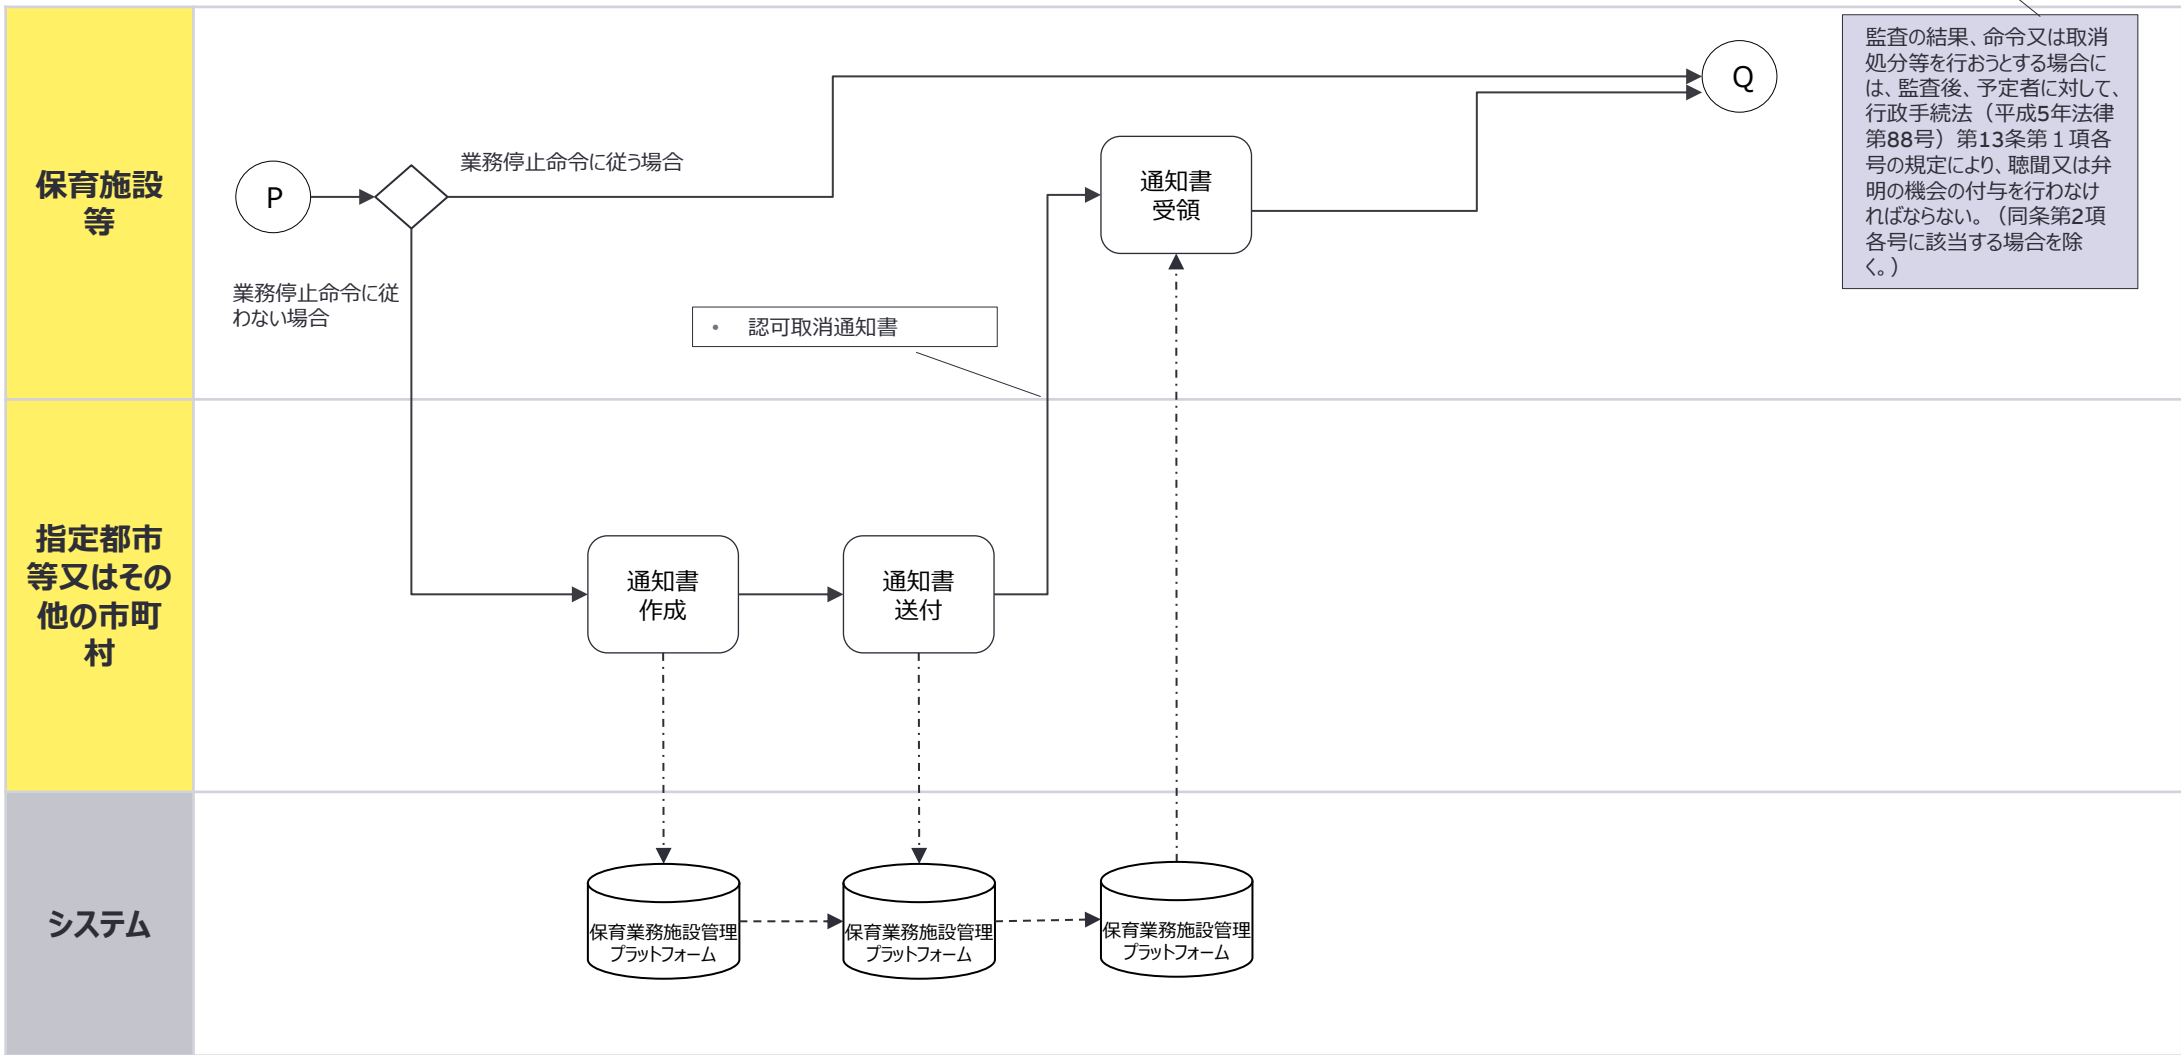 保育施設
等
P
業務停止命令に従う場合
業務停止命令に従
わない場合
• 認可取消通知書
通知書
受領
Q
監査の結果、命令又は取消
処分等を行おうとする場合に
は、監査後、予定者に対して、
行政手続法（平成5年法律
第88号）第13条第１項各
号の規定により、聴聞又は弁
明の機会の付与を行わなけ
ればならない。（同条第2項
各号に該当する場合を除
く。）
指定都市
等又はその
他の市町
村
通知書
作成
通知書
送付
システム
保育業務施設管理
プラットフォーム
保育業務施設管理
プラットフォーム
保育業務施設管理
プラットフォーム